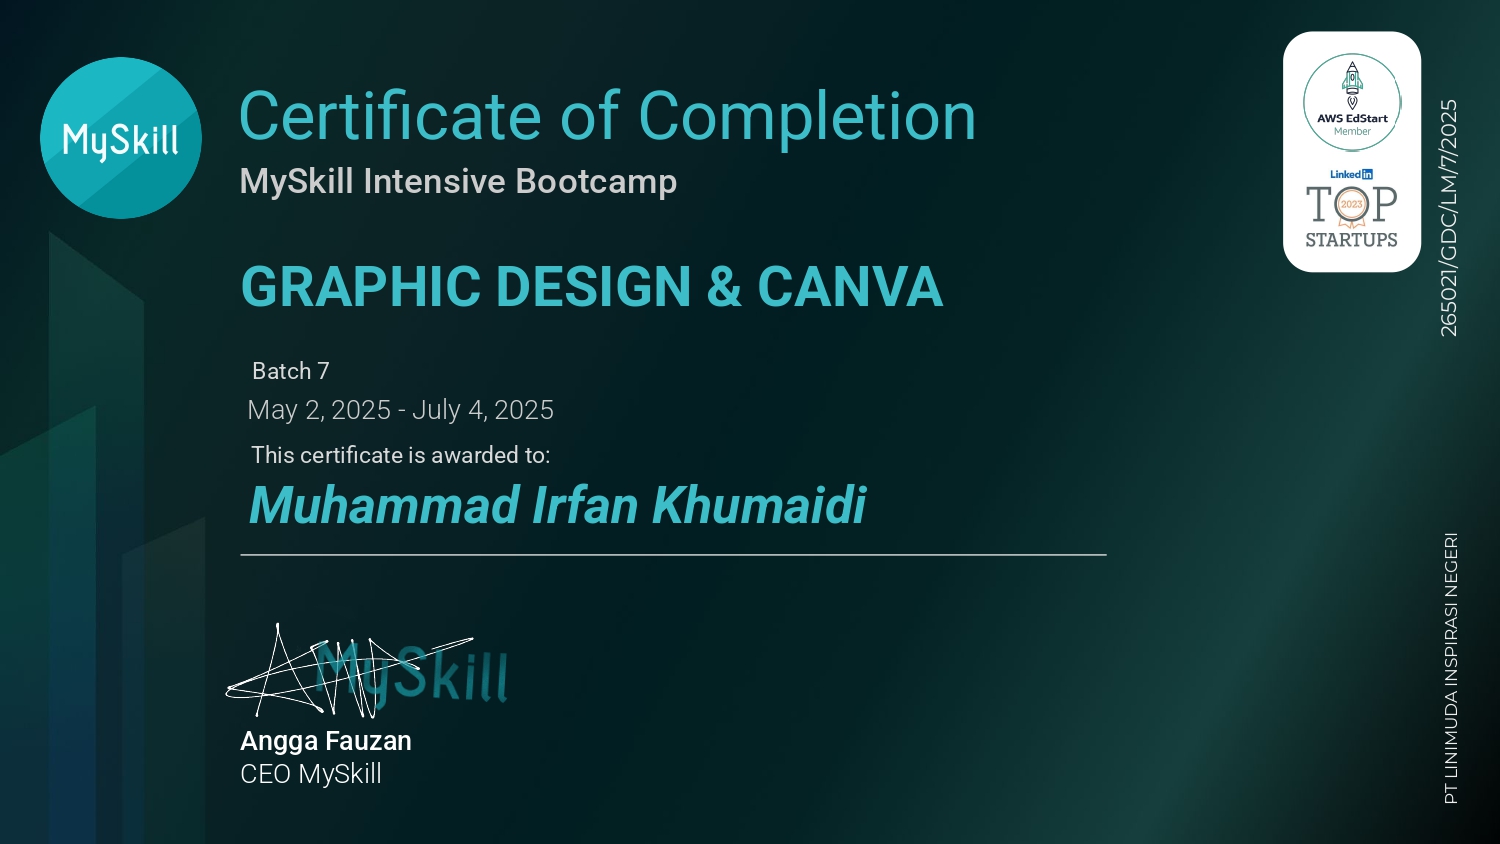 MySkill
Certificate of Completion
MySkill Intensive Bootcamp
GRAPHIC DESIGN & CANVA
Batch 7
May 2, 2025 - July 4, 2025
This certificate is awarded to:
Muhammad Irfan Khumaidi
MySkill
Angga Fauzan
CEO MySkill
AWS EdStart
Member
Linked in
TOP
2023
STARTUPS
265021/GDC/LM/7/2025
PT LINIMUDA INSPIRASI NEGERI